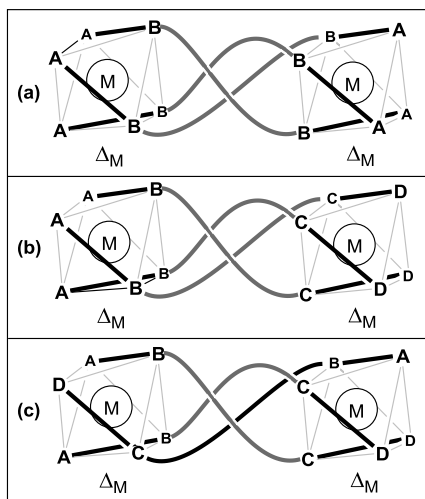 A B B A
A B
(a) M M
A B B B A A
Δ_M Δ_M
A B C D
A C
(b) M M
A B B C D D
Δ_M Δ_M
A B B A
D C
(c) M M
A C B C D D
Δ_M Δ_M